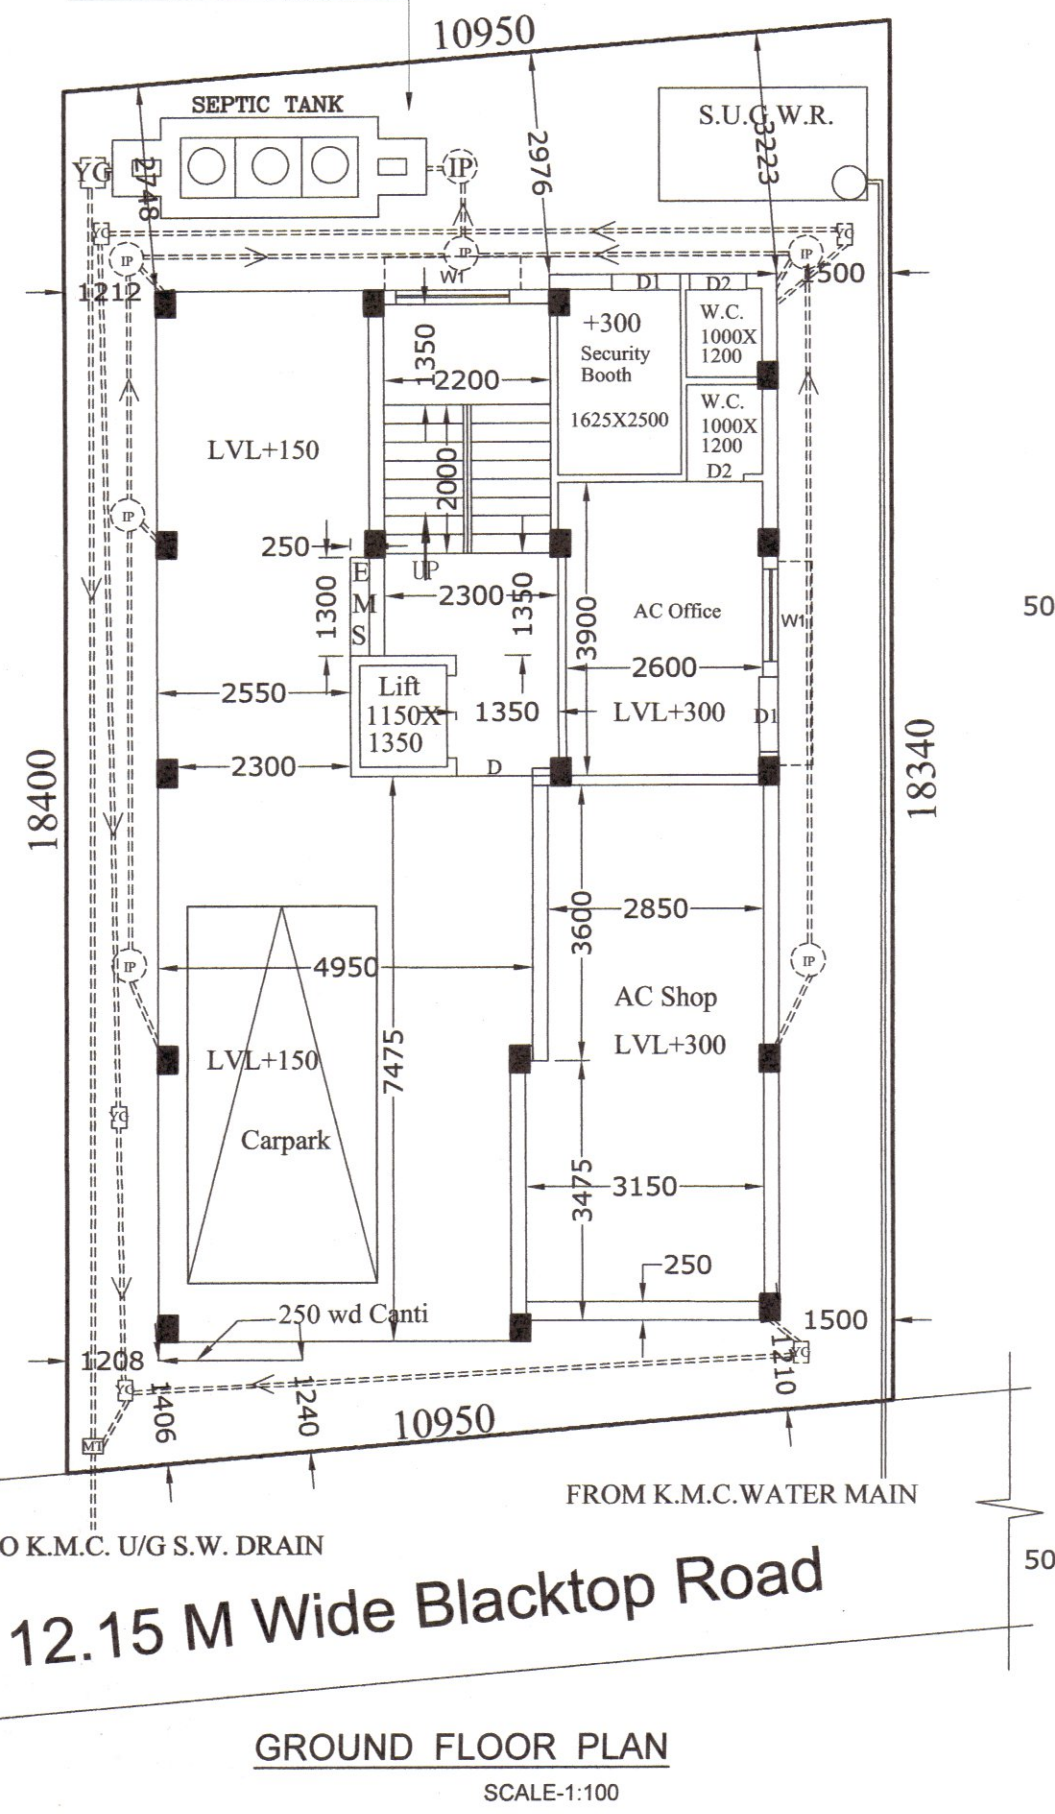 10950
SEPTIC TANK
S.U.G.W.R.
YG
2748
IP
2976
3223
YG
IP
IP
IP
YG
W1
1500
1212
D1
D2
+300
Security
Booth
1625X2500
W.C.
1000X
1200
1350
2200
W.C.
1000X
1200
D2
LVL+150
2000
IP
250
UP
EMS
1300
2300
1350
3900
AC Office
W1
50
2600
2550
Lift
1150X
1350
1350
LVL+300
D1
2300
D
18400
18340
3600
2850
4950
IP
IP
AC Shop
LVL+300
LVL+150
7475
YG
Carpark
3475
3150
250
250 wd Canti
1500
1208
YG
1210
YG
1406
1240
10950
MT
FROM K.M.C.WATER MAIN
O K.M.C. U/G S.W. DRAIN
50
12.15 M Wide Blacktop Road
GROUND FLOOR PLAN
SCALE-1:100